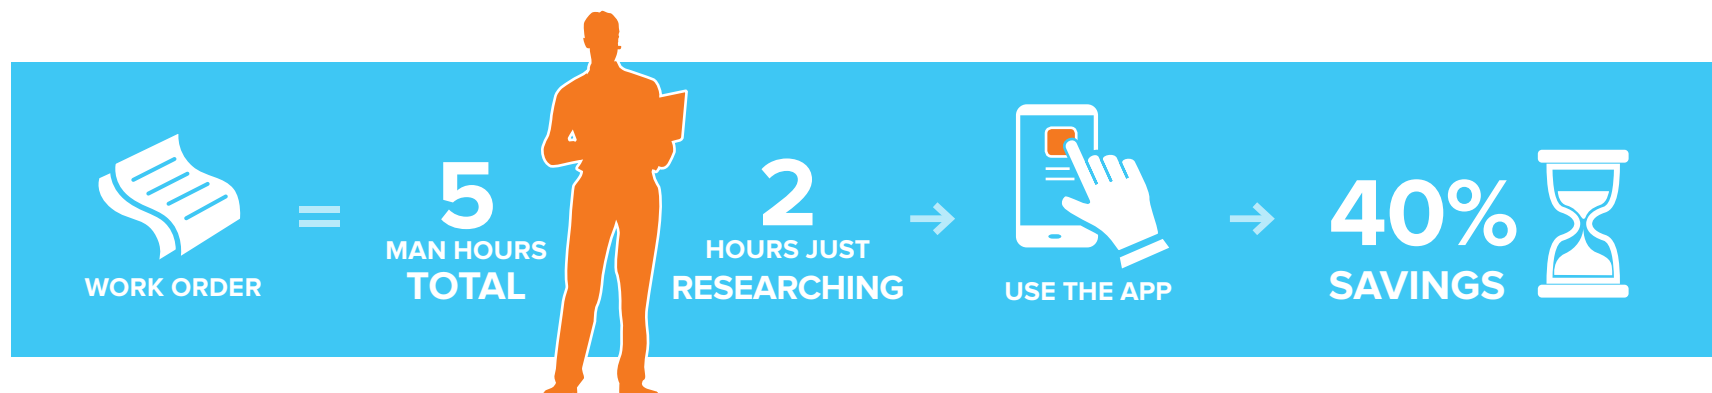 WORK ORDER
5
MAN HOURS
TOTAL
2
HOURS JUST
RESEARCHING
USE THE APP
40%
SAVINGS